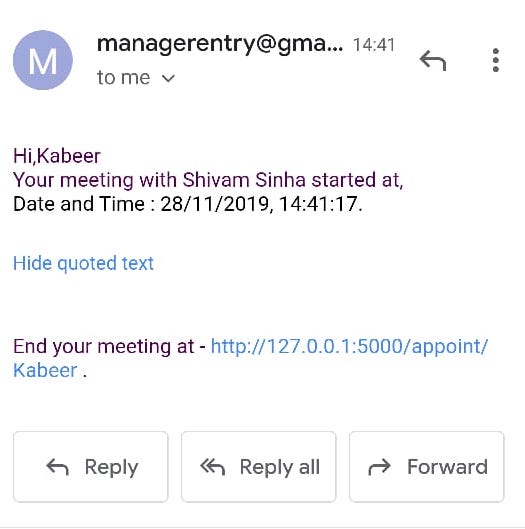 M
managerentry@gma... 14:41
to me
Hi,Kabeer
Your meeting with Shivam Sinha started at,
Date and Time : 28/11/2019, 14:41:17.
Hide quoted text
End your meeting at - http://127.0.0.1:5000/appoint/
Kabeer .
Reply Reply all Forward